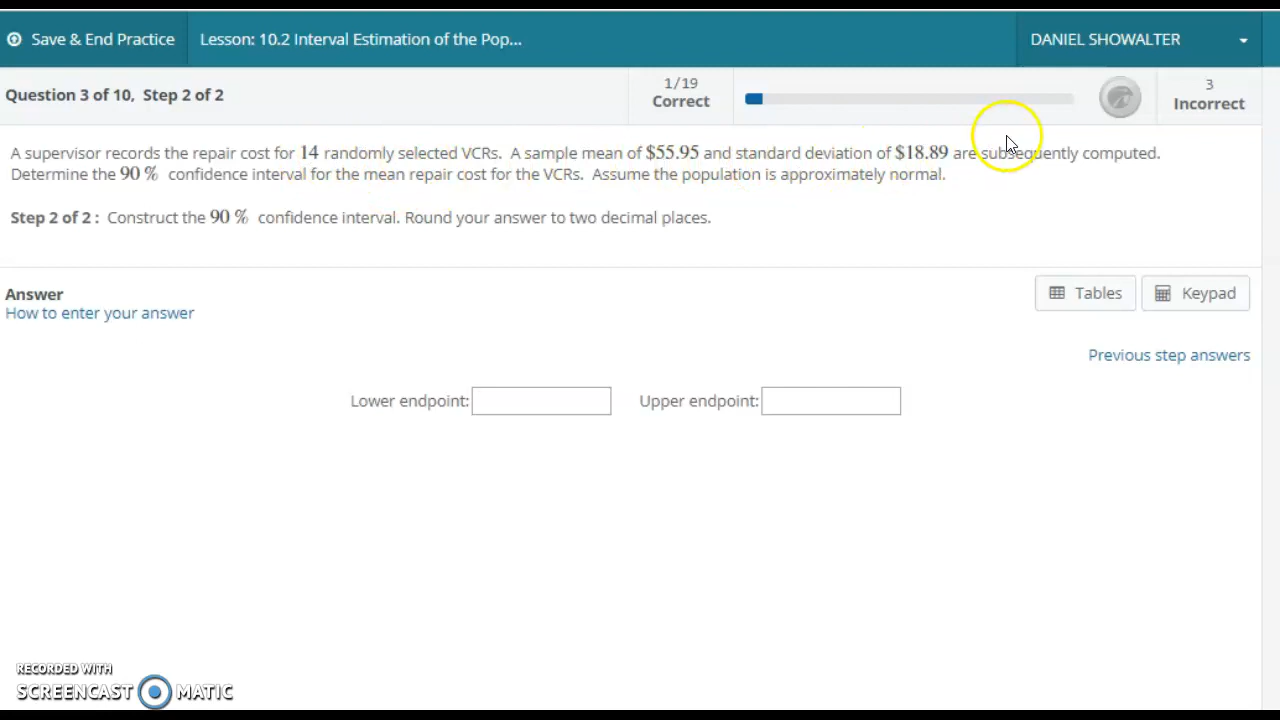 Save & End Practice
Lesson: 10.2 Interval Estimation of the Pop...
DANIEL SHOWALTER
Question 3 of 10, Step 2 of 2
1/19
Correct
3
Incorrect
A supervisor records the repair cost for 14 randomly selected VCRs. A sample mean of $55.95 and standard deviation of $18.89 are subsequently computed.
Determine the 90 % confidence interval for the mean repair cost for the VCRs. Assume the population is approximately normal.
Step 2 of 2 : Construct the 90 % confidence interval. Round your answer to two decimal places.
Answer
How to enter your answer
Tables
Keypad
Previous step answers
Lower endpoint:
Upper endpoint:
RECORDED WITH
SCREENCAST MATIC